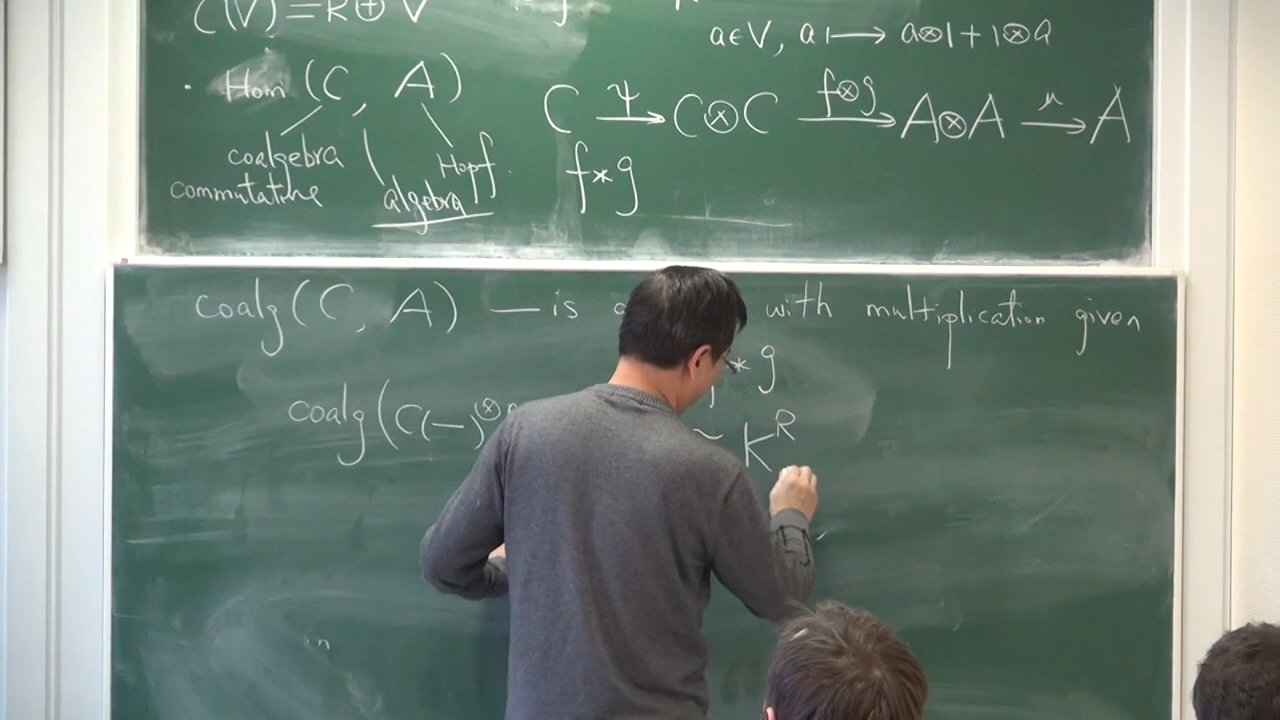 C(V) = R ⊕ V
a∈V, a ⟼ a⊗1 + 1⊗a
· Hom (C, A)
C —ψ→ C⊗C —f⊗g→ A⊗A —μ→ A
coalgebra Hopf
commutative algebra
f*g
coalg (C, A) — is with multiplication given
* g
coalg (C(-)⊗ K^R
n